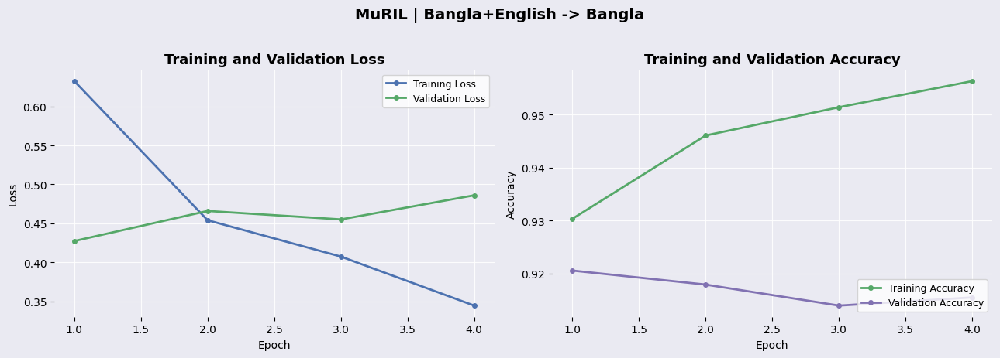 MuRIL | Bangla+English -> Bangla
Training and Validation Loss
Training Loss
Validation Loss
Loss
0.60
0.55
0.50
0.45
0.40
0.35
1.0 1.5 2.0 2.5 3.0 3.5 4.0
Epoch
Training and Validation Accuracy
Accuracy
0.95
0.94
0.93
0.92
Training Accuracy
Validation Accuracy
1.0 1.5 2.0 2.5 3.0 3.5 4.0
Epoch